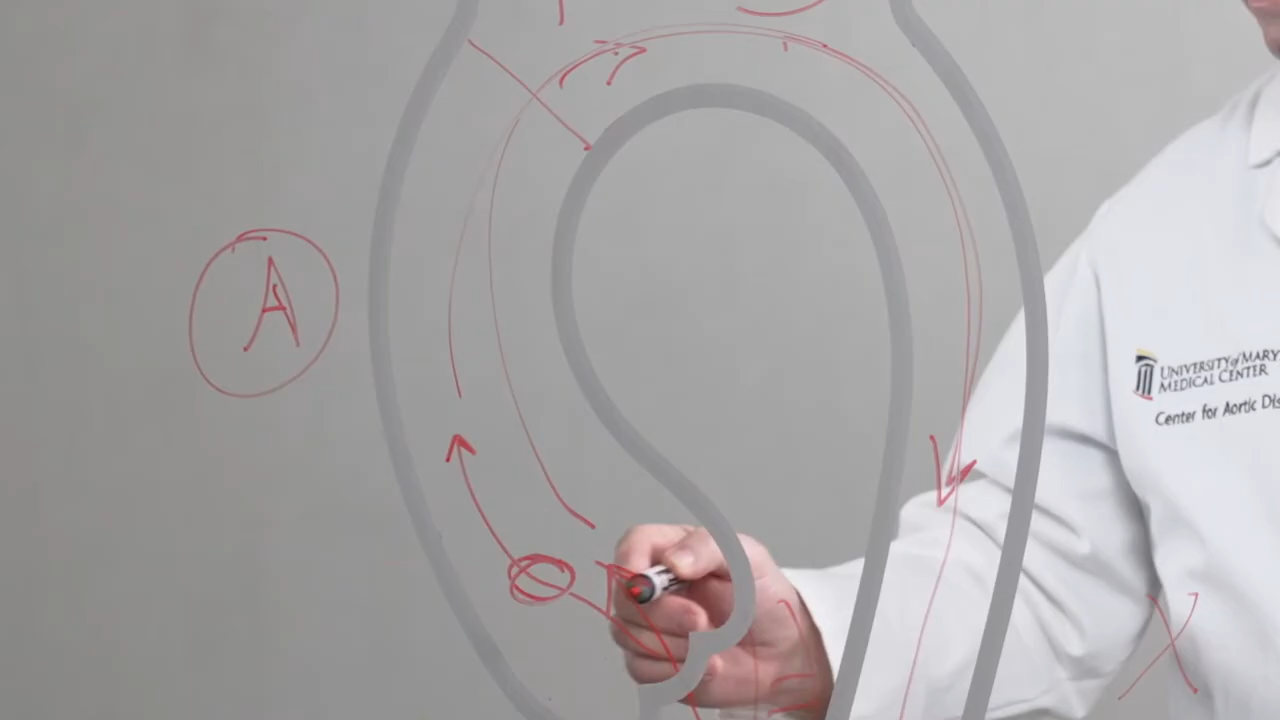 A
UNIVERSITY of MARY
MEDICAL CENTER
Center for Aortic Dis
X